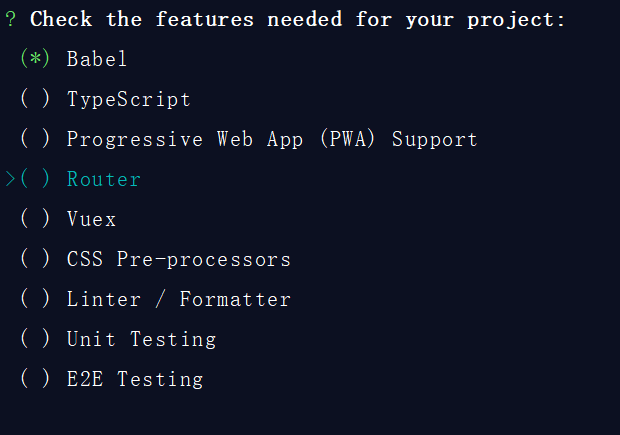 ? Check the features needed for your project:
(*) Babel
( ) TypeScript
( ) Progressive Web App (PWA) Support
>( ) Router
( ) Vuex
( ) CSS Pre-processors
( ) Linter / Formatter
( ) Unit Testing
( ) E2E Testing